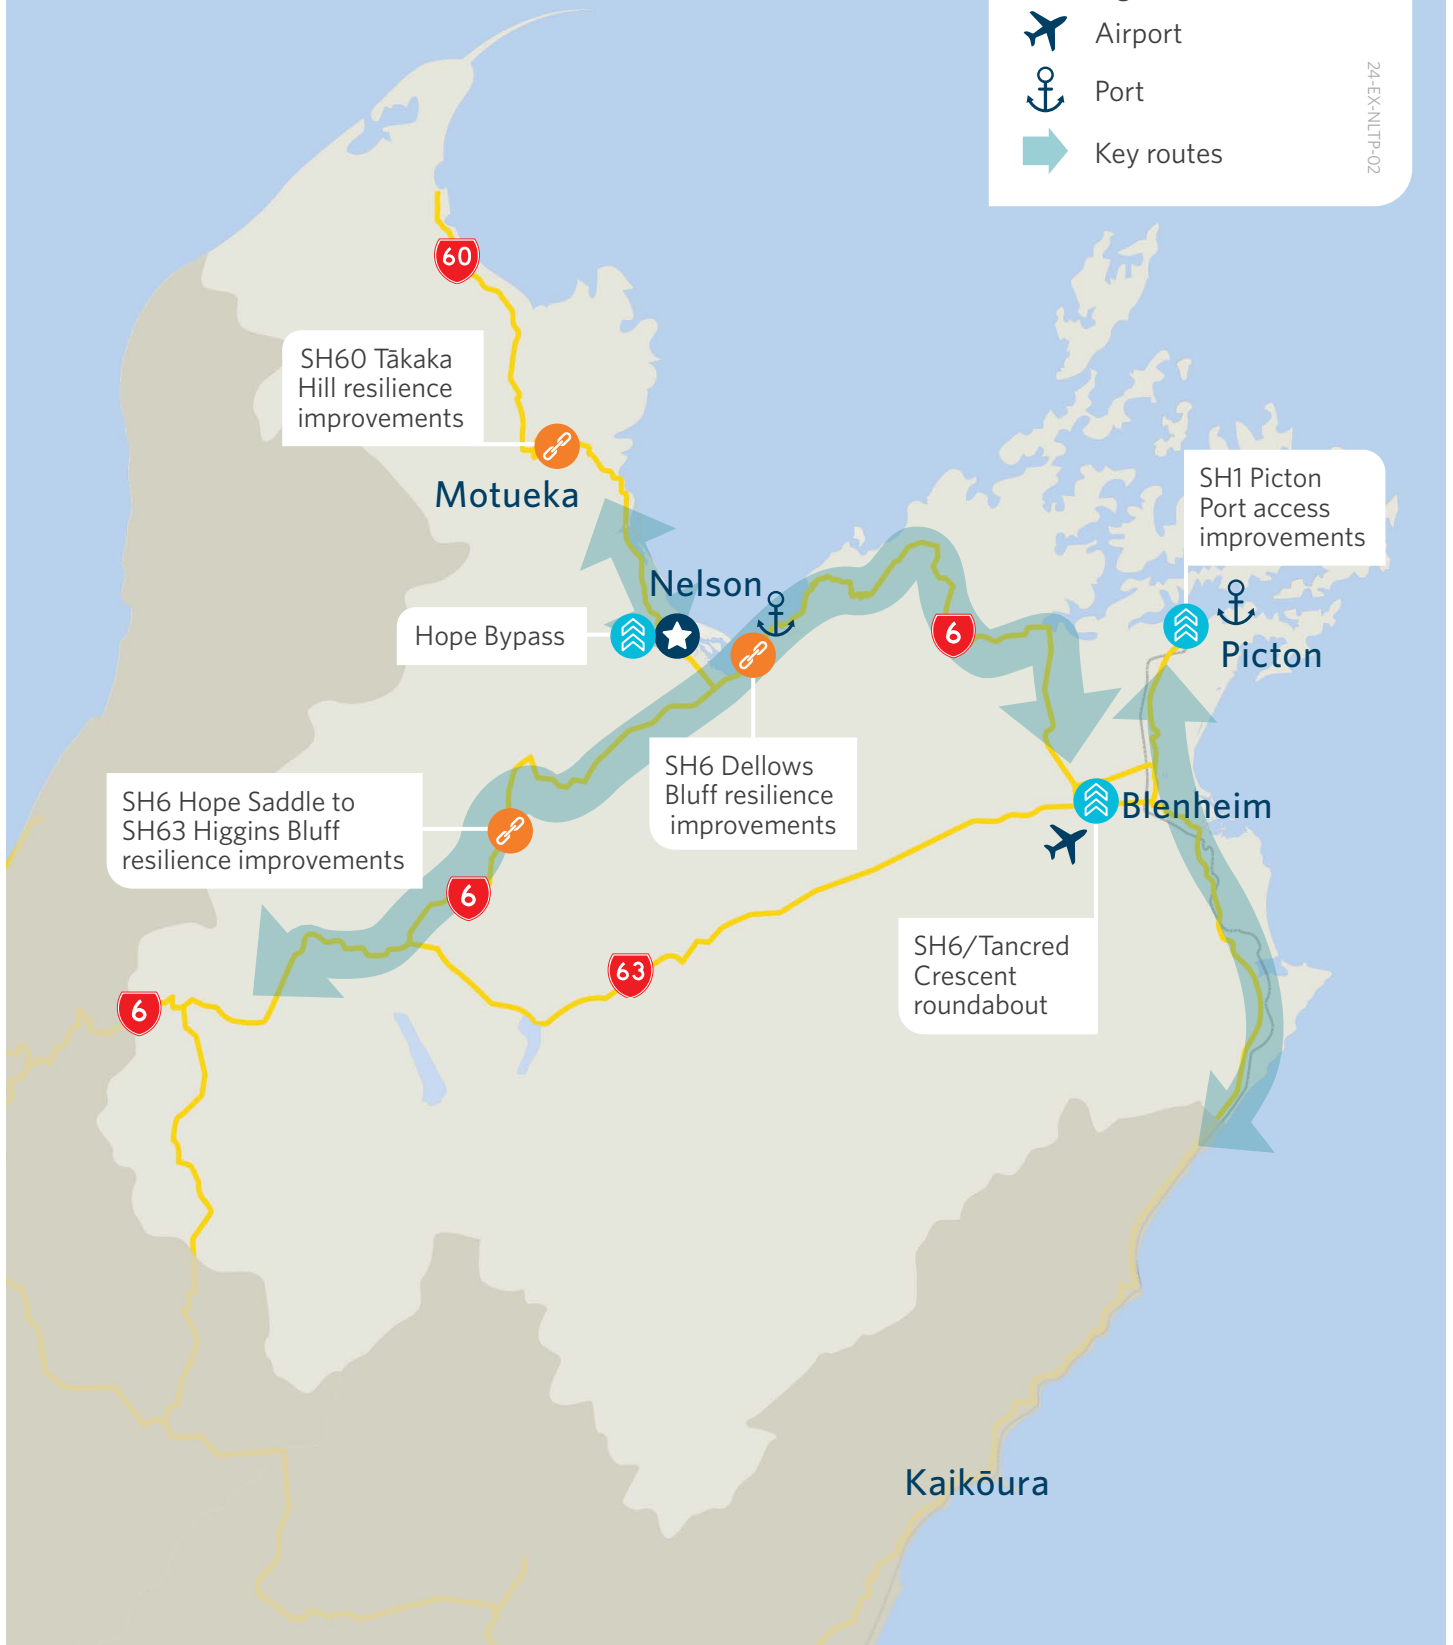 Airport
Port
Key routes
24-EX-NLTP-02
60
SH60 Tākaka
Hill resilience
improvements
Motueka
SH1 Picton
Port access
improvements
Nelson
Hope Bypass
6
Picton
SH6 Dellows
Bluff resilience
improvements
SH6 Hope Saddle to
SH63 Higgins Bluff
resilience improvements
Blenheim
6
SH6/Tancred
Crescent
roundabout
63
6
Kaikōura